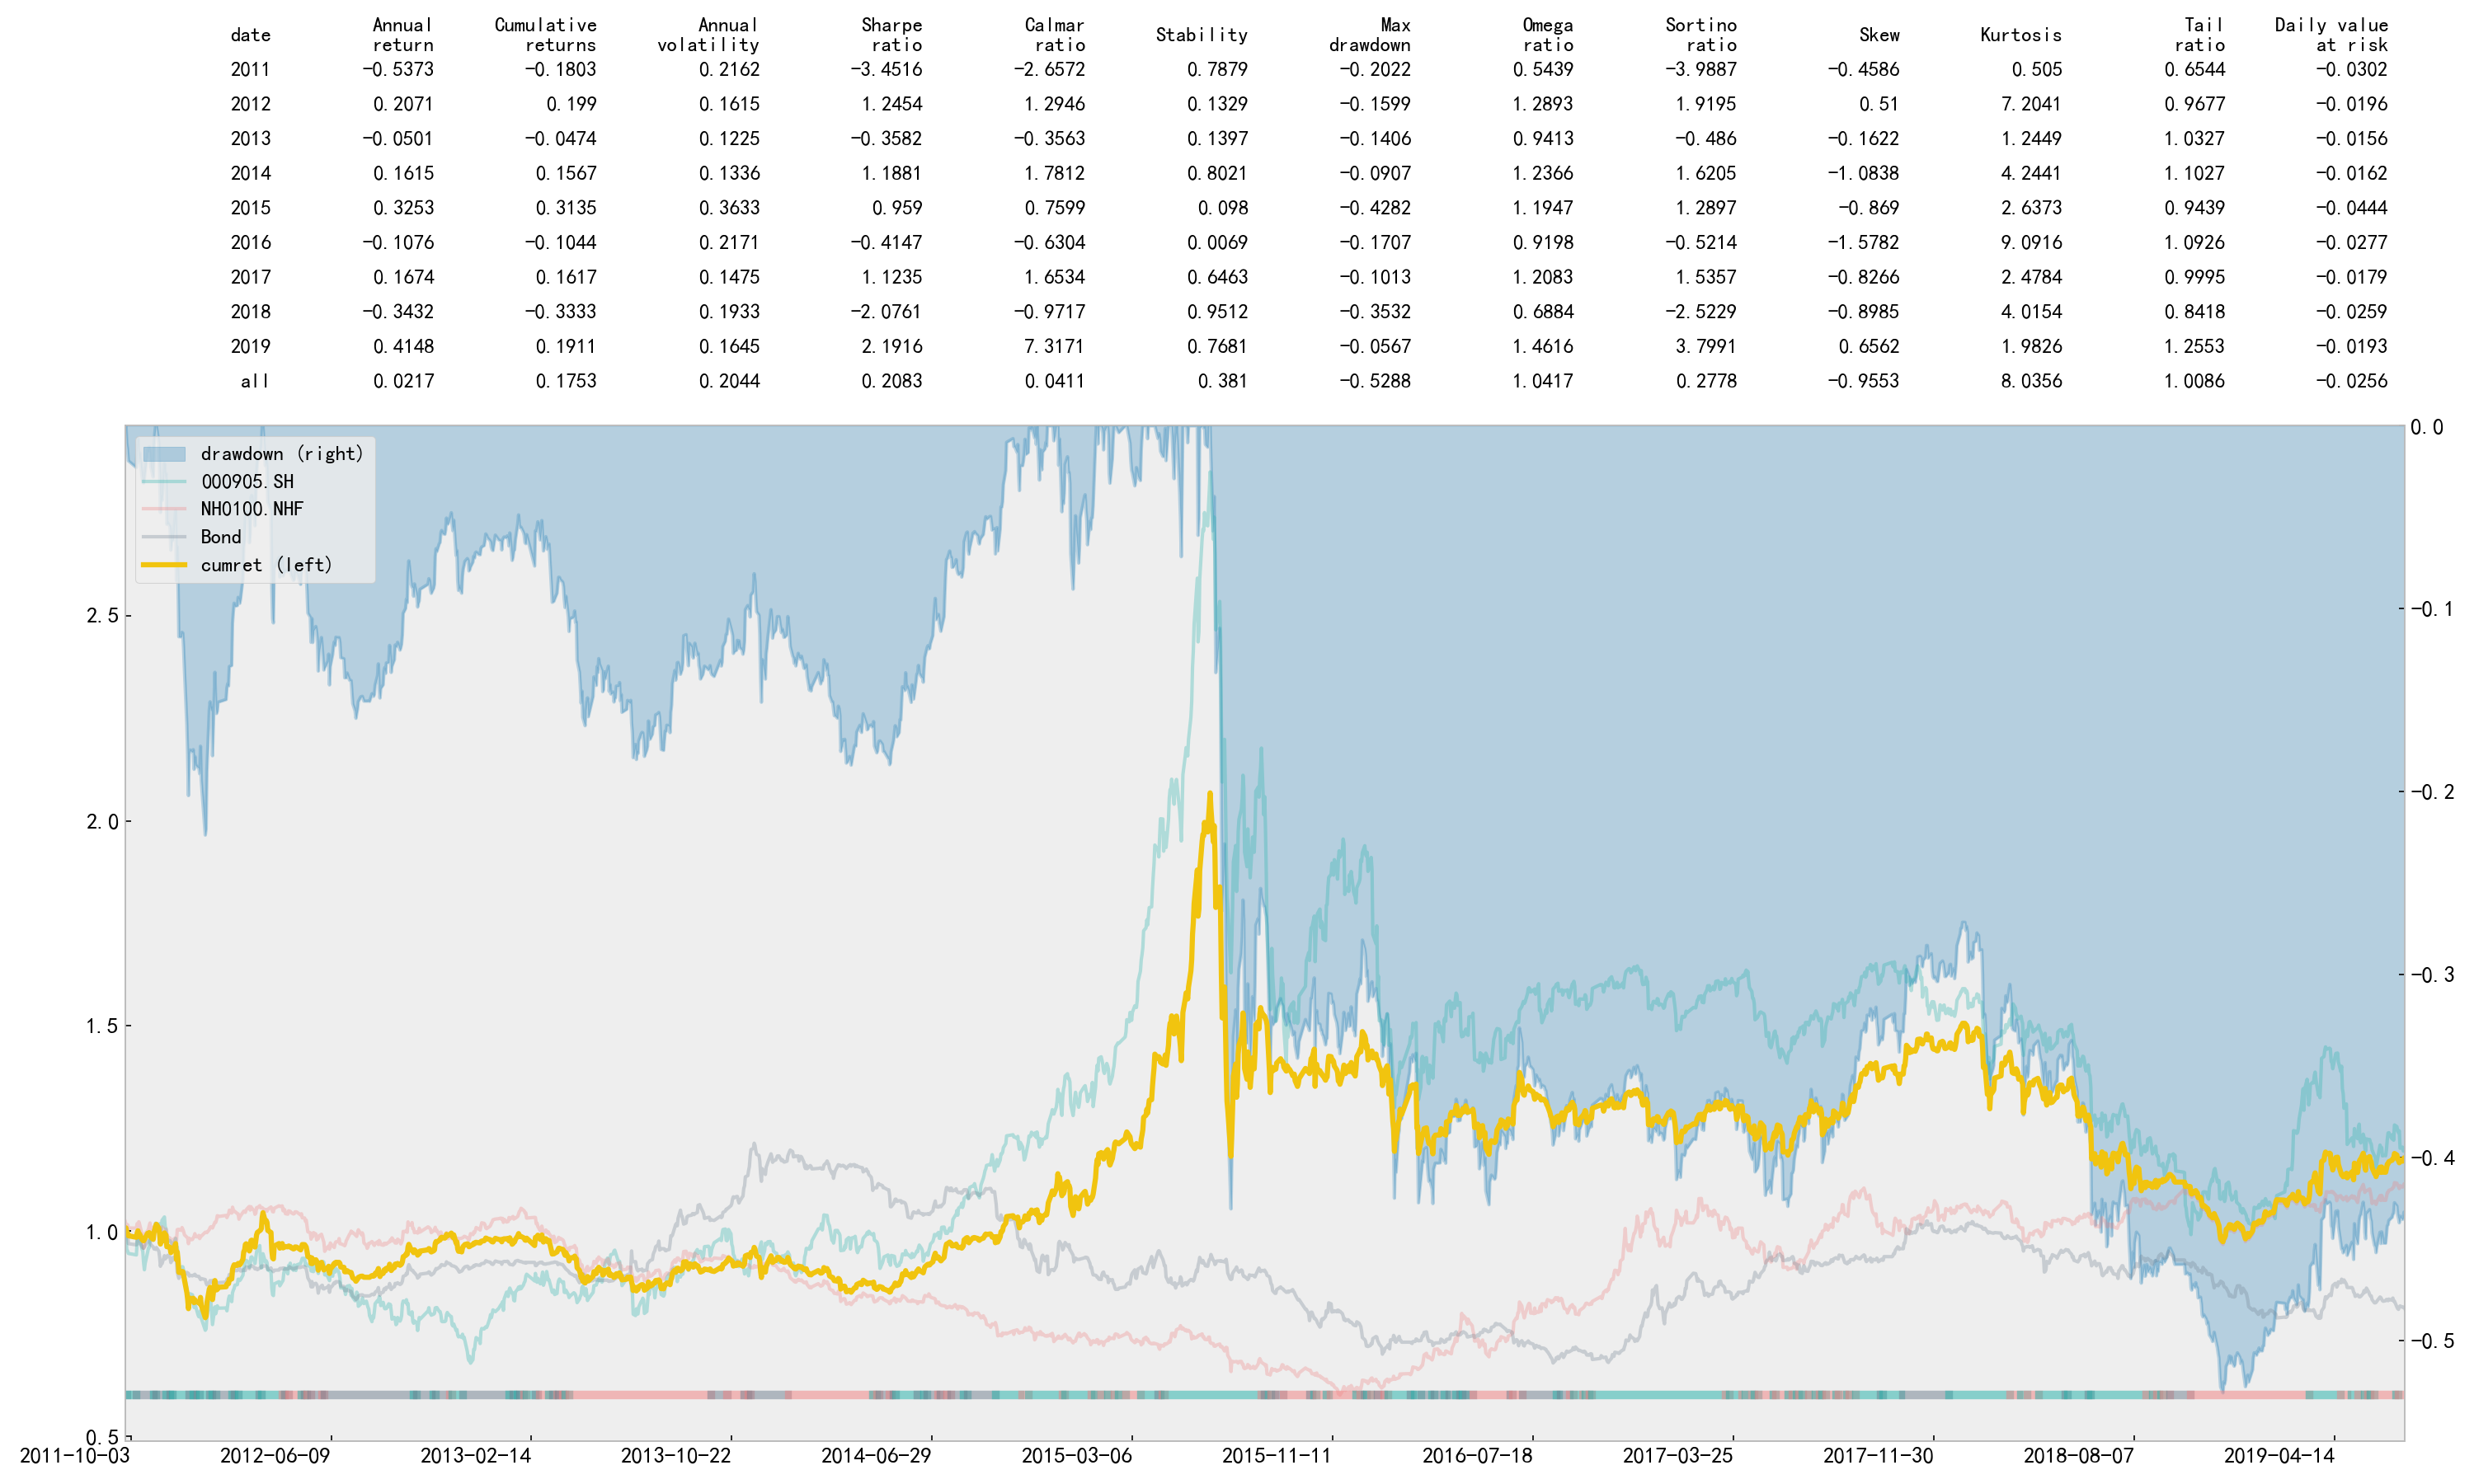 date Annual return Cumulative returns Annual volatility Sharpe ratio Calmar ratio Stability Max drawdown Omega ratio Sortino ratio Skew Kurtosis Tail ratio Daily value at risk
2011 -0.5373 -0.1803 0.2162 -3.4516 -2.6572 0.7879 -0.2022 0.5439 -3.9887 -0.4586 0.505 0.6544 -0.0302
2012 0.2071 0.199 0.1615 1.2454 1.2946 0.1329 -0.1599 1.2893 1.9195 0.51 7.2041 0.9677 -0.0196
2013 -0.0501 -0.0474 0.1225 -0.3582 -0.3563 0.1397 -0.1406 0.9413 -0.486 -0.1622 1.2449 1.0327 -0.0156
2014 0.1615 0.1567 0.1336 1.1881 1.7812 0.8021 -0.0907 1.2366 1.6205 -1.0838 4.2441 1.1027 -0.0162
2015 0.3253 0.3135 0.3633 0.959 0.7599 0.098 -0.4282 1.1947 1.2897 -0.869 2.6373 0.9439 -0.0444
2016 -0.1076 -0.1044 0.2171 -0.4147 -0.6304 0.0069 -0.1707 0.9198 -0.5214 -1.5782 9.0916 1.0926 -0.0277
2017 0.1674 0.1617 0.1475 1.1235 1.6534 0.6463 -0.1013 1.2083 1.5357 -0.8266 2.4784 0.9995 -0.0179
2018 -0.3432 -0.3333 0.1933 -2.0761 -0.9717 0.9512 -0.3532 0.6884 -2.5229 -0.8985 4.0154 0.8418 -0.0259
2019 0.4148 0.1911 0.1645 2.1916 7.3171 0.7681 -0.0567 1.4616 3.7991 0.6562 1.9826 1.2553 -0.0193
all 0.0217 0.1753 0.2044 0.2083 0.0411 0.381 -0.5288 1.0417 0.2778 -0.9553 8.0356 1.0086 -0.0256
drawdown (right)
000905.SH
NH0100.NHF
Bond
cumret (left)
2.5
2.0
1.5
1.0
0.5
0.0
-0.1
-0.2
-0.3
-0.4
-0.5
2011-10-03 2012-06-09 2013-02-14 2013-10-22 2014-06-29 2015-03-06 2015-11-11 2016-07-18 2017-03-25 2017-11-30 2018-08-07 2019-04-14